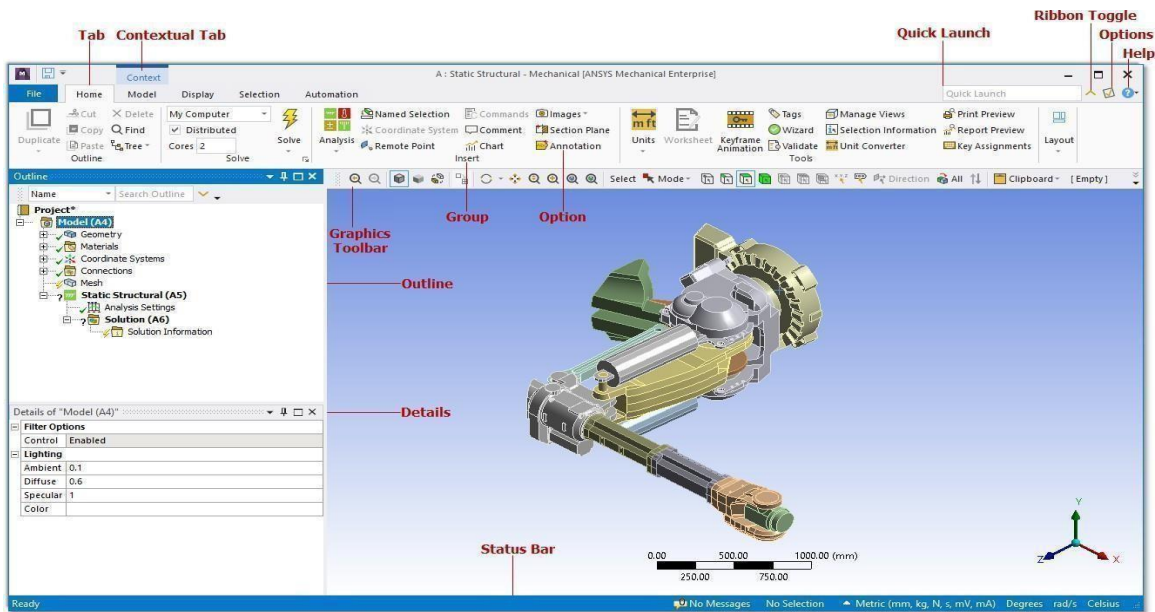 Ribbon Toggle
Tab Contextual Tab Quick Launch Options
Help
Context A : Static Structural - Mechanical [ANSYS Mechanical Enterprise]
File Home Model Display Selection Automation Quick Launch
Cut Delete My Computer Named Selection Commands Images Tags Manage Views Print Preview
Duplicate Copy Find Distributed Solve Analysis Coordinate System Comment Section Plane Units Worksheet Keyframe Animation Wizard Selection Information Report Preview Layout
Paste Tree Cores 2 Remote Point Chart Annotation Validate Unit Converter Key Assignments
Outline Solve Insert Tools
Outline Select Mode Direction All Clipboard [Empty]
Name Search Outline
Project*
Model (A4)
Geometry
Materials
Coordinate Systems
Connections
Mesh
Static Structural (A5)
Analysis Settings
Solution (A6)
Solution Information
Graphics
Toolbar
Group
Option
Outline
Details of "Model (A4)"
Filter Options
Control Enabled
Lighting
Ambient 0.1
Diffuse 0.6
Specular 1
Color
Details
Status Bar
0.00 500.00 1000.00 (mm)
250.00 750.00
Y
Z X
Ready No Messages No Selection Metric (mm, kg, N, s, mV, mA) Degrees rad/s Celsius